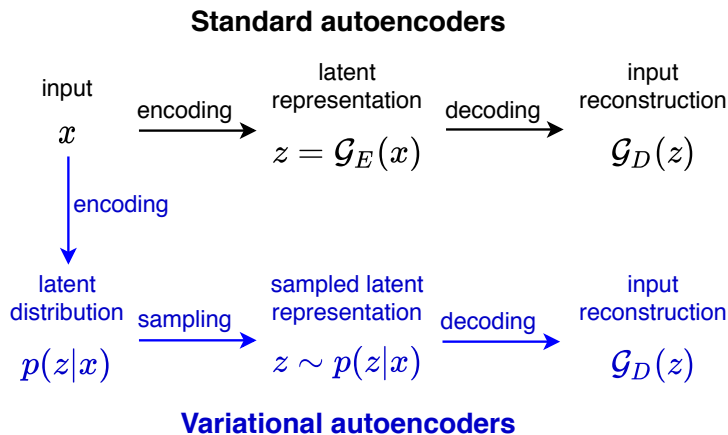 Standard autoencoders
input
x
encoding
latent
representation
z = 𝒢_E(x)
decoding
input
reconstruction
𝒢_D(z)
encoding
latent
distribution
p(z|x)
sampling
sampled latent
representation
z ∼ p(z|x)
decoding
input
reconstruction
𝒢_D(z)
Variational autoencoders